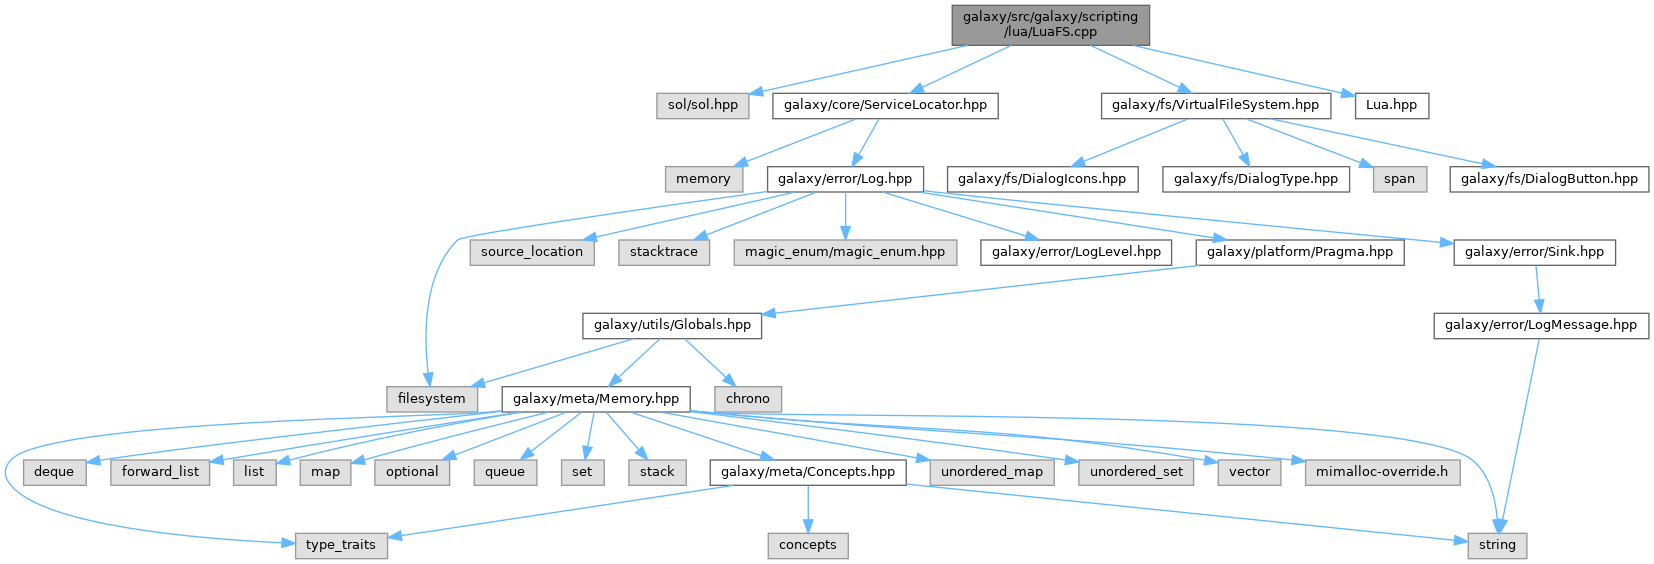 galaxy/src/galaxy/scripting
/lua/LuaFS.cpp
sol/sol.hpp
galaxy/core/ServiceLocator.hpp
galaxy/fs/VirtualFileSystem.hpp
Lua.hpp
memory
galaxy/error/Log.hpp
galaxy/fs/DialogIcons.hpp
galaxy/fs/DialogType.hpp
span
galaxy/fs/DialogButton.hpp
source_location
stacktrace
magic_enum/magic_enum.hpp
galaxy/error/LogLevel.hpp
galaxy/platform/Pragma.hpp
galaxy/error/Sink.hpp
galaxy/utils/Globals.hpp
galaxy/error/LogMessage.hpp
filesystem
galaxy/meta/Memory.hpp
chrono
deque
forward_list
list
map
optional
queue
set
stack
galaxy/meta/Concepts.hpp
unordered_map
unordered_set
vector
mimalloc-override.h
type_traits
concepts
string